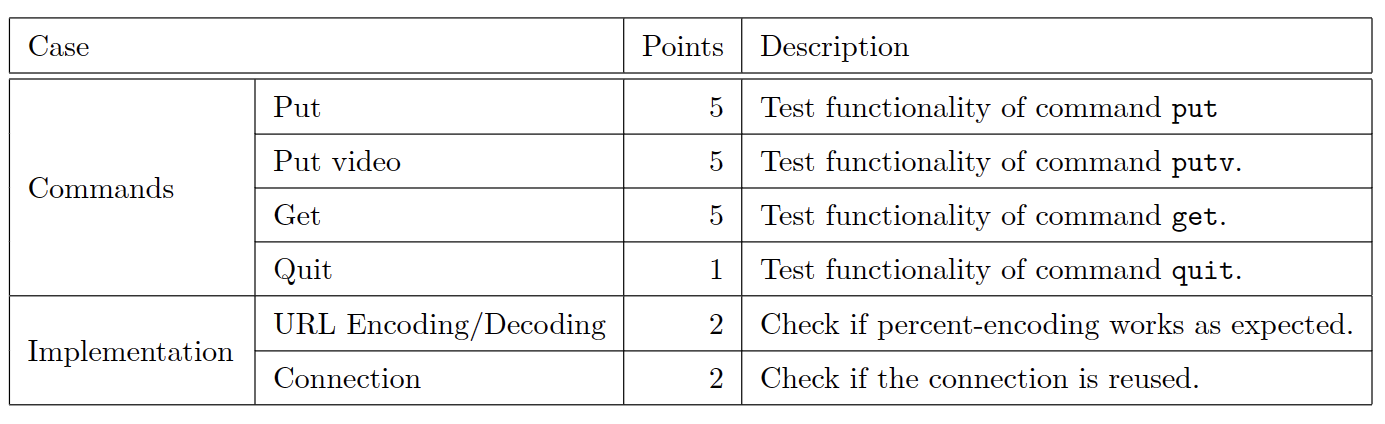 Case Points Description
Put 5 Test functionality of command put
Put video 5 Test functionality of command putv.
Commands
Get 5 Test functionality of command get.
Quit 1 Test functionality of command quit.
URL Encoding/Decoding 2 Check if percent-encoding works as expected.
Implementation
Connection 2 Check if the connection is reused.